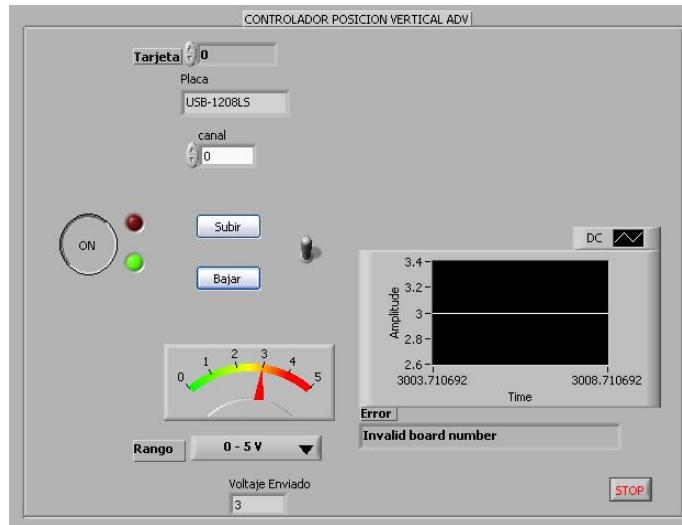 CONTROLADOR POSICION VERTICAL ADV
Tarjeta 0
Placa
USB-1208LS
canal
0
ON
Subir
Bajar
DC
3.4
3.2
3
2.8
2.6
Amplitude
3003.710692 3008.710692
Time
0 1 2 3 4 5
Error
Invalid board number
Rango 0 - 5 V
Voltaje Enviado
3
STOP